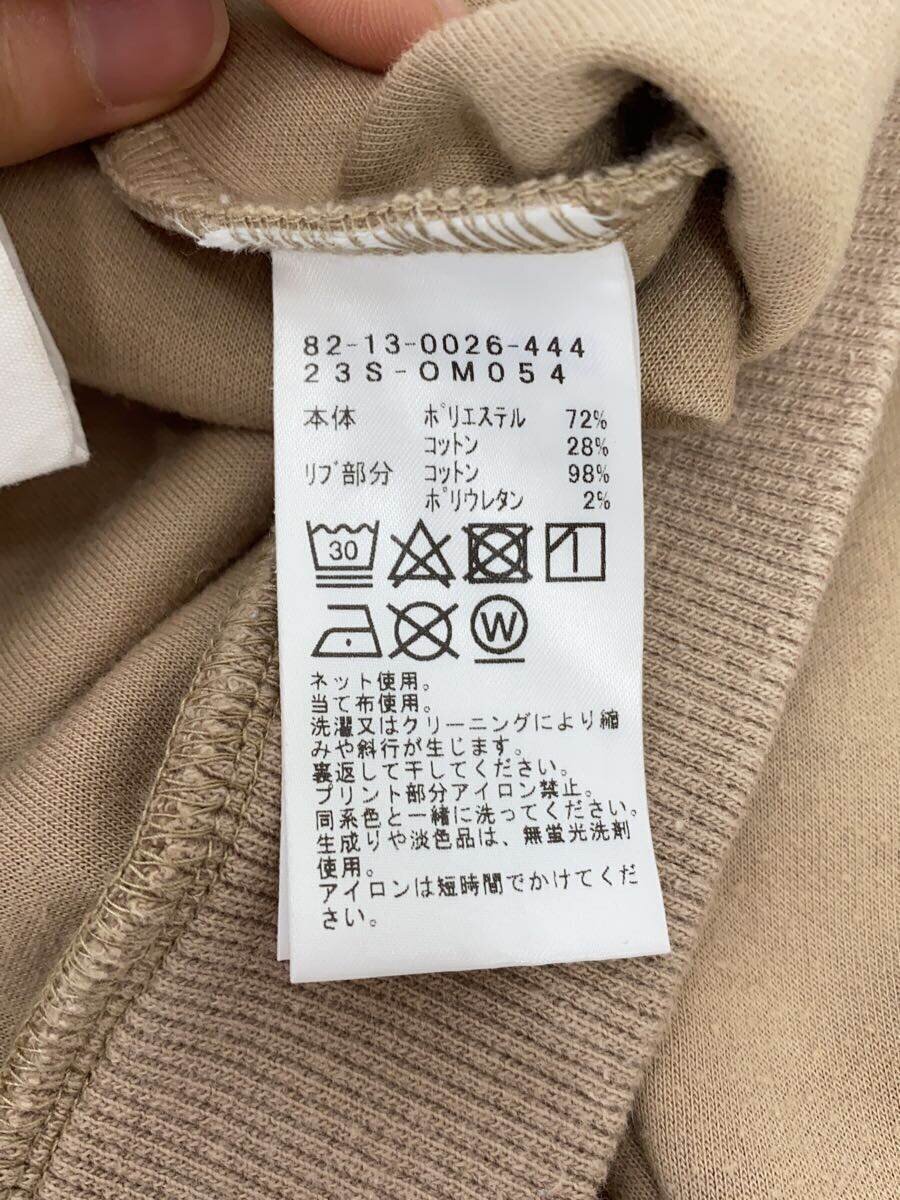 82-13-0026-444
23S-OM054
本体 ポリエステル 72%
コットン 28%
リブ部分 コットン 98%
ポリウレタン 2%
30
W
ネット使用。
当て布使用。
洗濯又はクリーニングにより縮
みや斜行が生じます。
裏返して干してください。
プリント部分アイロン禁止。
同系色と一緒に洗ってください。
生成りや淡色品は、無蛍光洗剤
使用。
アイロンは短時間でかけてくだ
さい。